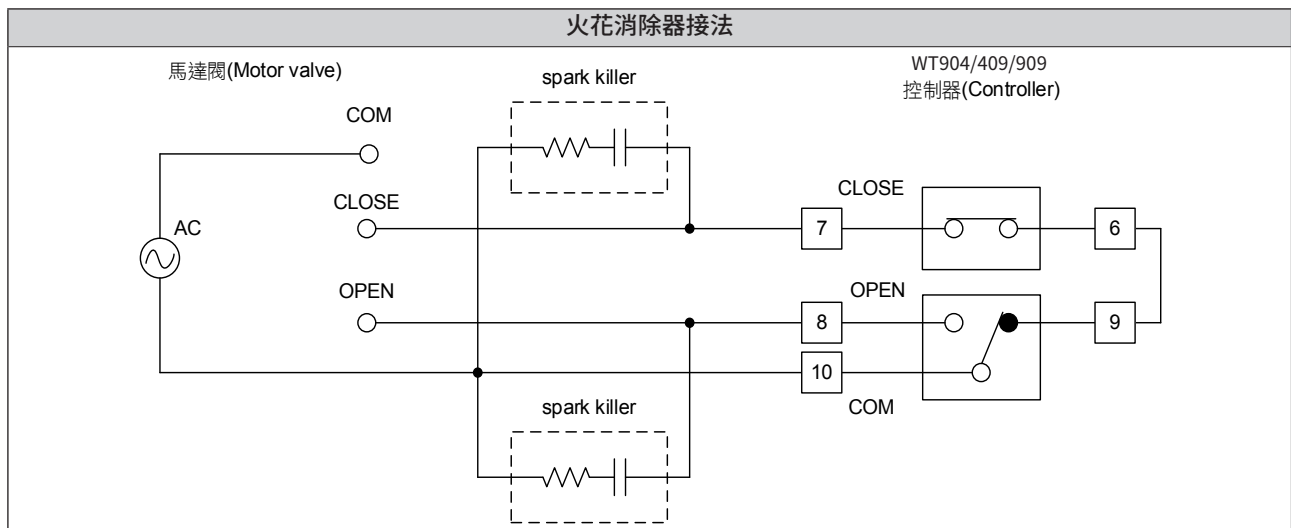 火花消除器接法
馬達閥(Motor valve)
spark killer
WT904/409/909
控制器(Controller)
COM
CLOSE
CLOSE
AC
7
6
OPEN
OPEN
8
9
10
COM
spark killer